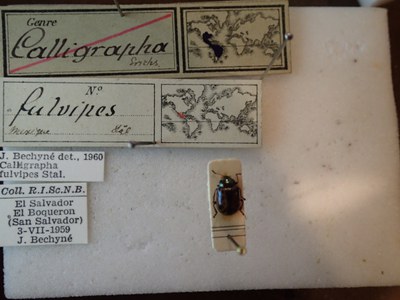 Genre
Calligrapha
N°
fulvipes
Mexique
J. Bechyné det., 1960
Calligrapha
fulvipes Stal.
Coll. R.I.Sc.N.B.
El Salvador
El Boqueron
(San Salvador)
3-VII-1959
J. Bechyné